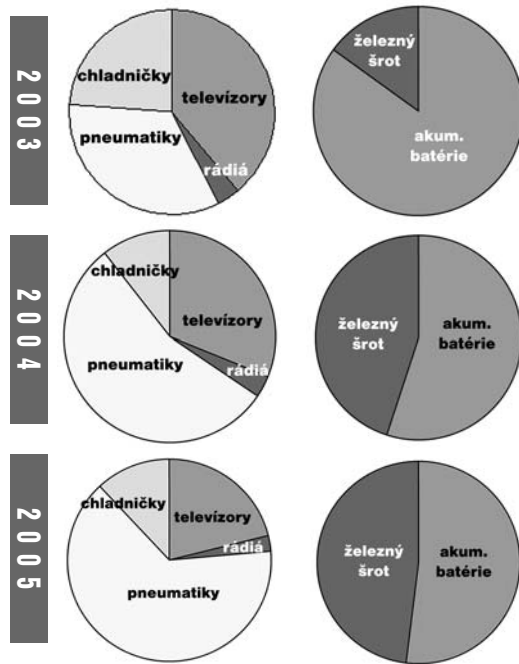 2003
chladničky
televízory
pneumatiky
rádiá
železný
šrot
akum.
batérie
2004
chladničky
televízory
pneumatiky
rádiá
železný
šrot
akum.
batérie
2005
chladničky
televízory
rádiá
pneumatiky
železný
šrot
akum.
batérie